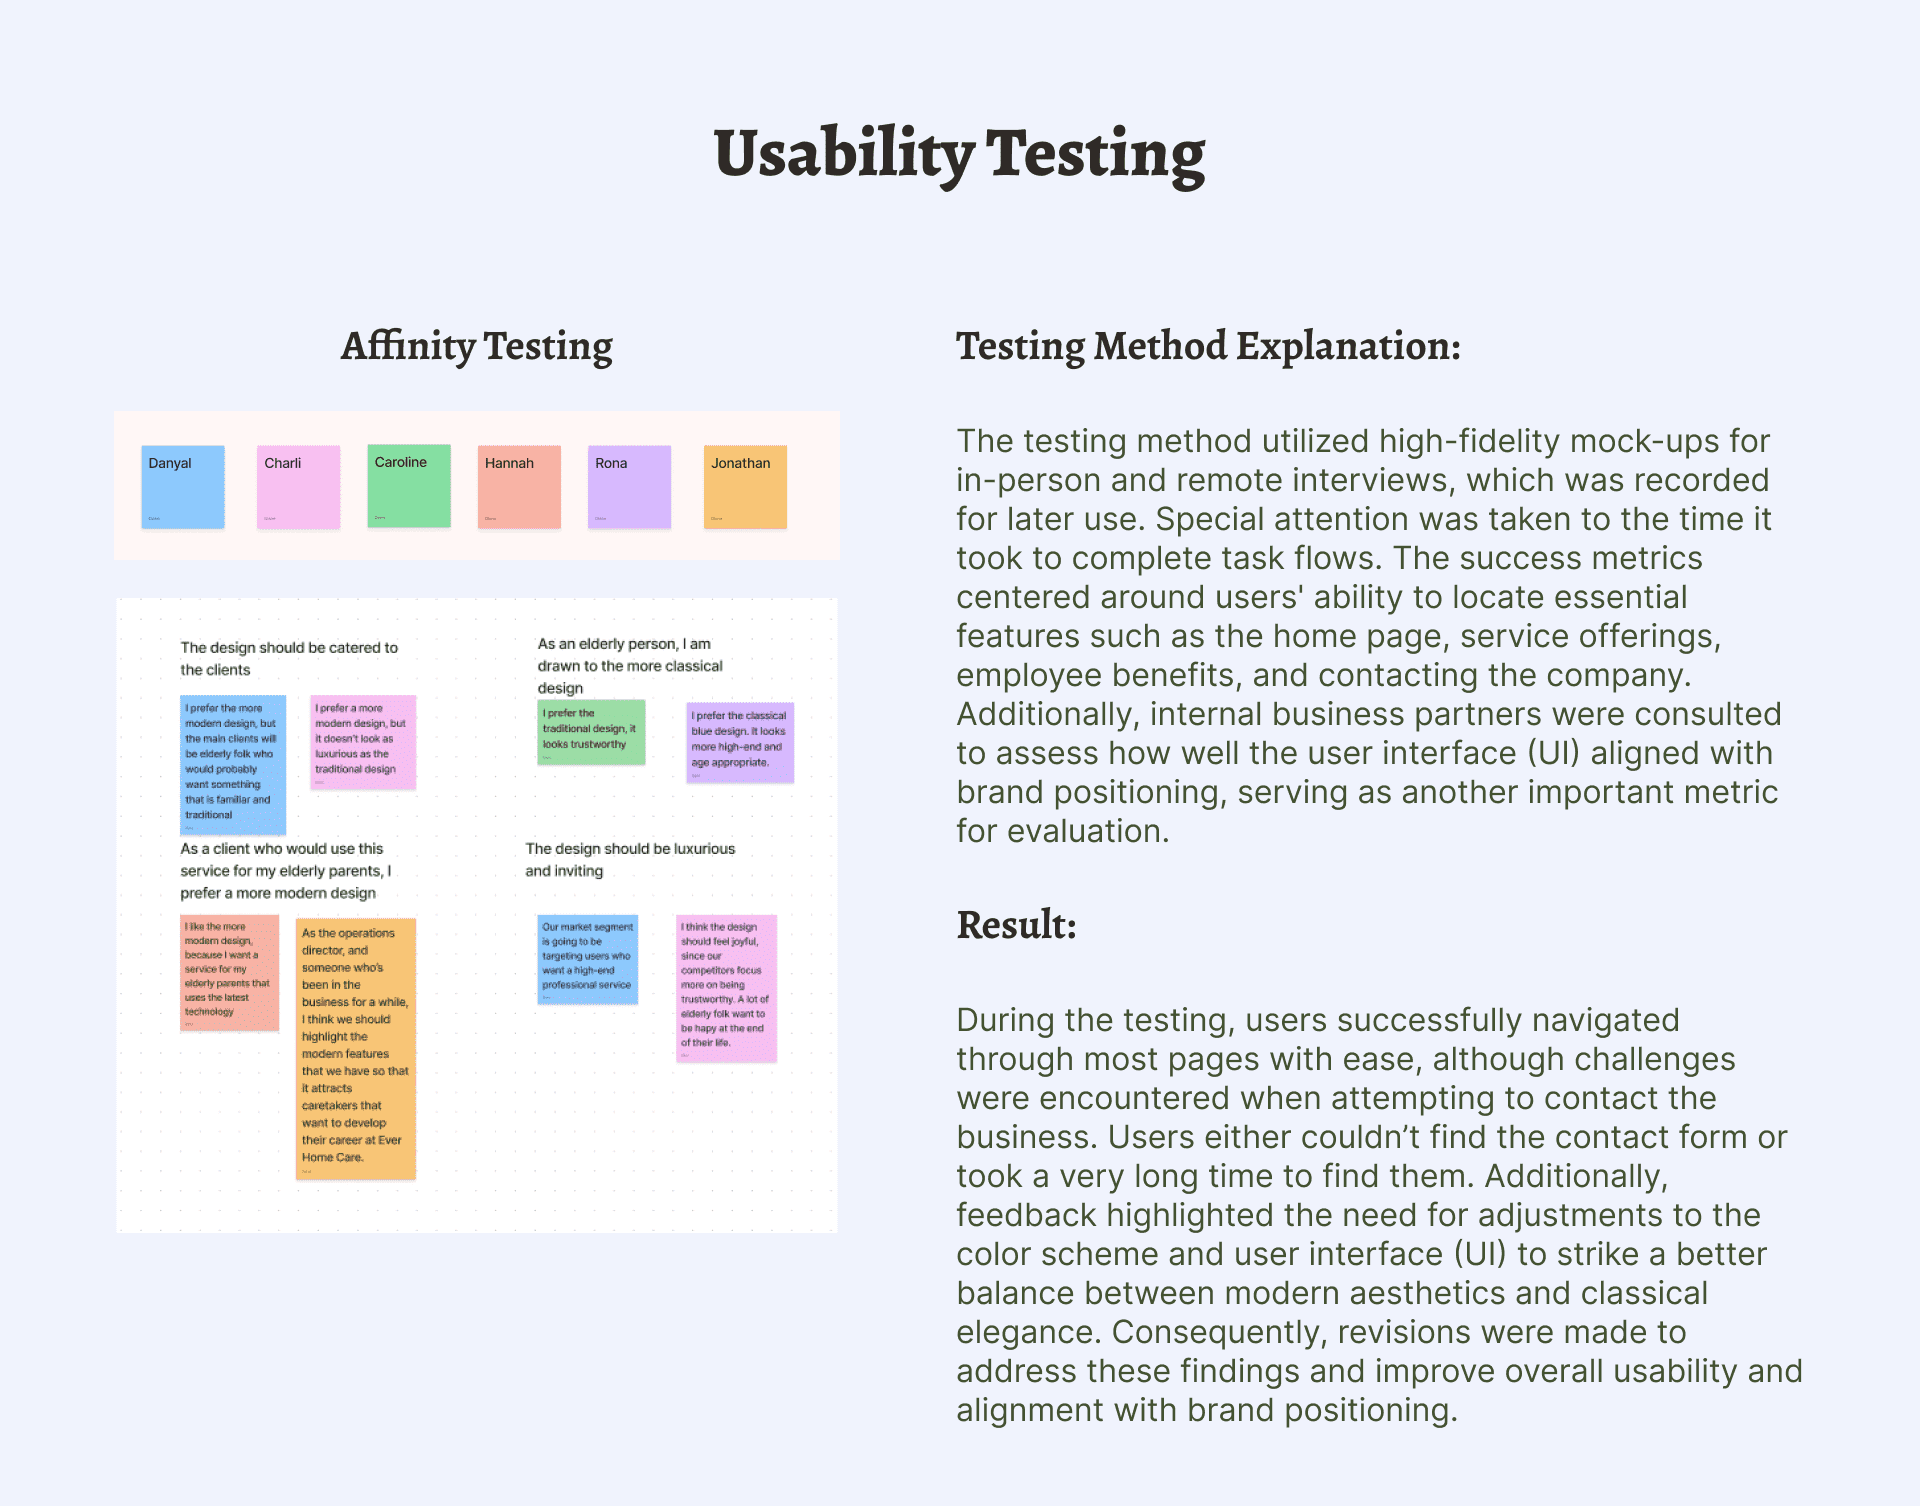 Usability Testing
Affinity Testing
Danyal
Charli
Caroline
Hannah
Rona
Jonathan
The design should be catered to
the clients
I prefer the more
modern design, but
the main clients will
be elderly folk who
would probably
want something
that is familiar and
traditional
I prefer a more
modern design, but
it doesn't look as
luxurious as the
traditional design
As an elderly person, I am
drawn to the more classical
design
I prefer the
traditional design, it
looks trustworthy
I prefer the classical
blue design. It looks
more high-end and
age appropriate.
As a client who would use this
service for my elderly parents, I
prefer a more modern design
I like the more
modern design,
because I want a
service for my
elderly parents that
uses the latest
technology
As the operations
director, and
someone who's
been in the
business for a while,
I think we should
highlight the
modern features
that we have so that
it attracts
caretakers that
want to develop
their career at Ever
Home Care.
The design should be luxurious
and inviting
Our market segment
is going to be
targeting users who
want a high-end
professional service
I think the design
should feel joyful,
since our
competitors focus
more on being
trustworthy. A lot of
elderly folk want to
be hapy at the end
of their life.
Testing Method Explanation:
The testing method utilized high-fidelity mock-ups for
in-person and remote interviews, which was recorded
for later use. Special attention was taken to the time it
took to complete task flows. The success metrics
centered around users' ability to locate essential
features such as the home page, service offerings,
employee benefits, and contacting the company.
Additionally, internal business partners were consulted
to assess how well the user interface (UI) aligned with
brand positioning, serving as another important metric
for evaluation.
Result:
During the testing, users successfully navigated
through most pages with ease, although challenges
were encountered when attempting to contact the
business. Users either couldn’t find the contact form or
took a very long time to find them. Additionally,
feedback highlighted the need for adjustments to the
color scheme and user interface (UI) to strike a better
balance between modern aesthetics and classical
elegance. Consequently, revisions were made to
address these findings and improve overall usability and
alignment with brand positioning.